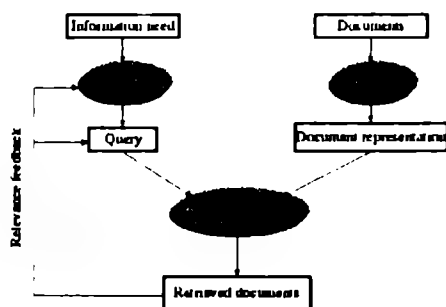 Information need
Documents
Query
Document representation
Retrieved documents
Relevance feedback